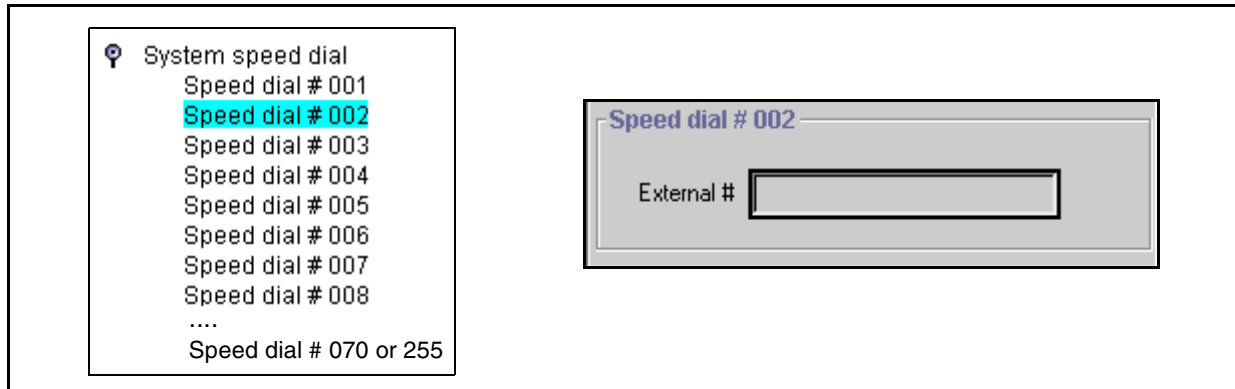 System speed dial
Speed dial # 001
Speed dial # 002
Speed dial # 003
Speed dial # 004
Speed dial # 005
Speed dial # 006
Speed dial # 007
Speed dial # 008
....
Speed dial # 070 or 255
Speed dial # 002
External #